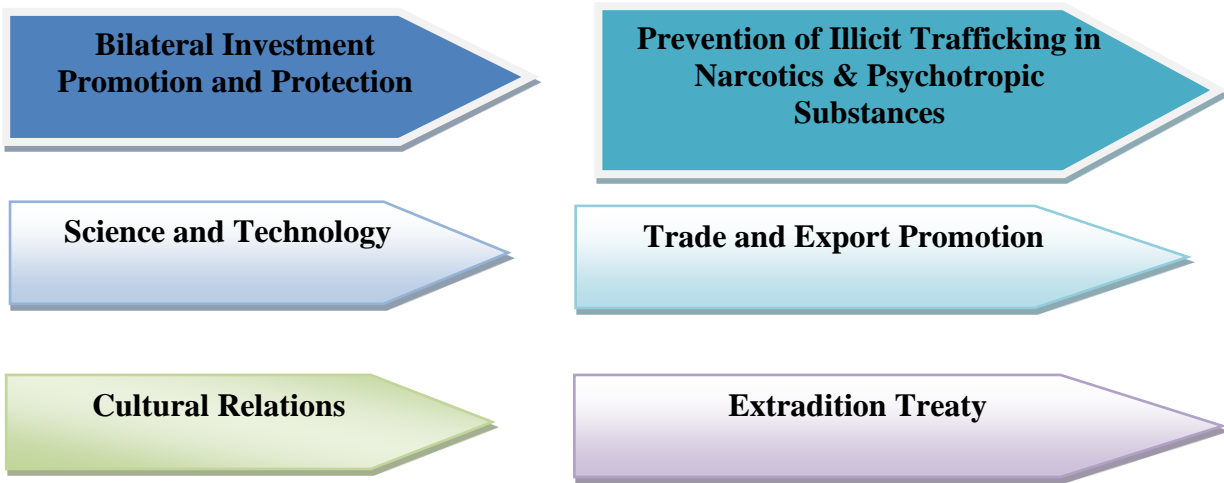 Bilateral Investment
Promotion and Protection
Prevention of Illicit Trafficking in
Narcotics & Psychotropic
Substances
Science and Technology
Trade and Export Promotion
Cultural Relations
Extradition Treaty